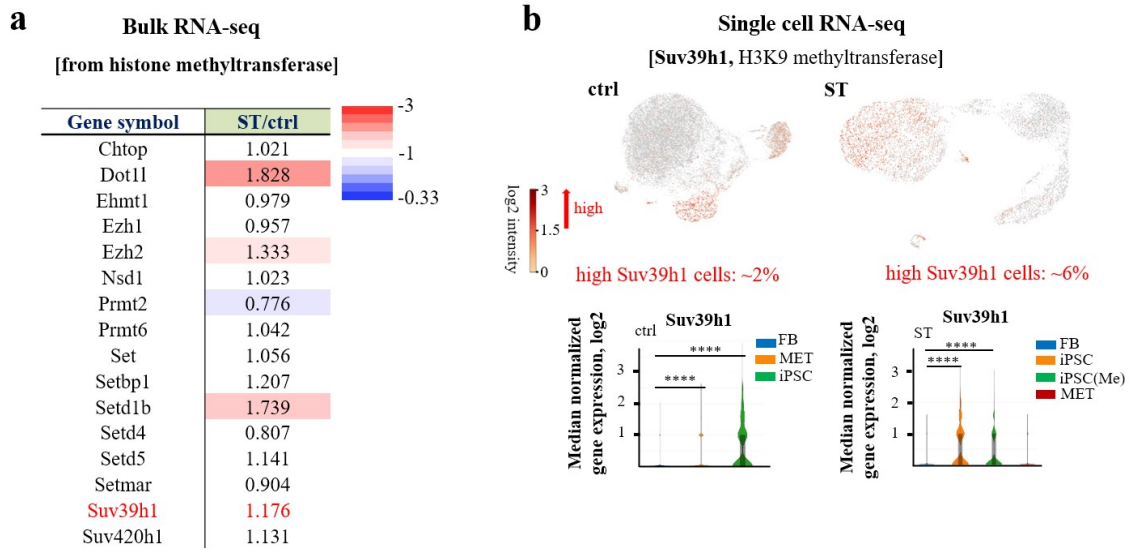 a
Bulk RNA-seq
[from histone methyltransferase]
Gene symbol ST/ctrl
Chtop 1.021
Dot1l 1.828
Ehmt1 0.979
Ezh1 0.957
Ezh2 1.333
Nsd1 1.023
Prmt2 0.776
Prmt6 1.042
Set 1.056
Setbp1 1.207
Setd1b 1.739
Setd4 0.807
Setd5 1.141
Setmar 0.904
Suv39h1 1.176
Suv420h1 1.131
-3
-1
-0.33
b
Single cell RNA-seq
[Suv39h1, H3K9 methyltransferase]
ctrl
ST
log2 intensity
3
1.5
0
high
high Suv39h1 cells: ~2%
high Suv39h1 cells: ~6%
Median normalized
gene expression, log2
Suv39h1
ctrl
****
****
3
2
1
FB
MET
iPSC
Median normalized
gene expression, log2
Suv39h1
ST
****
****
3
2
1
FB
iPSC
iPSC(Me)
MET